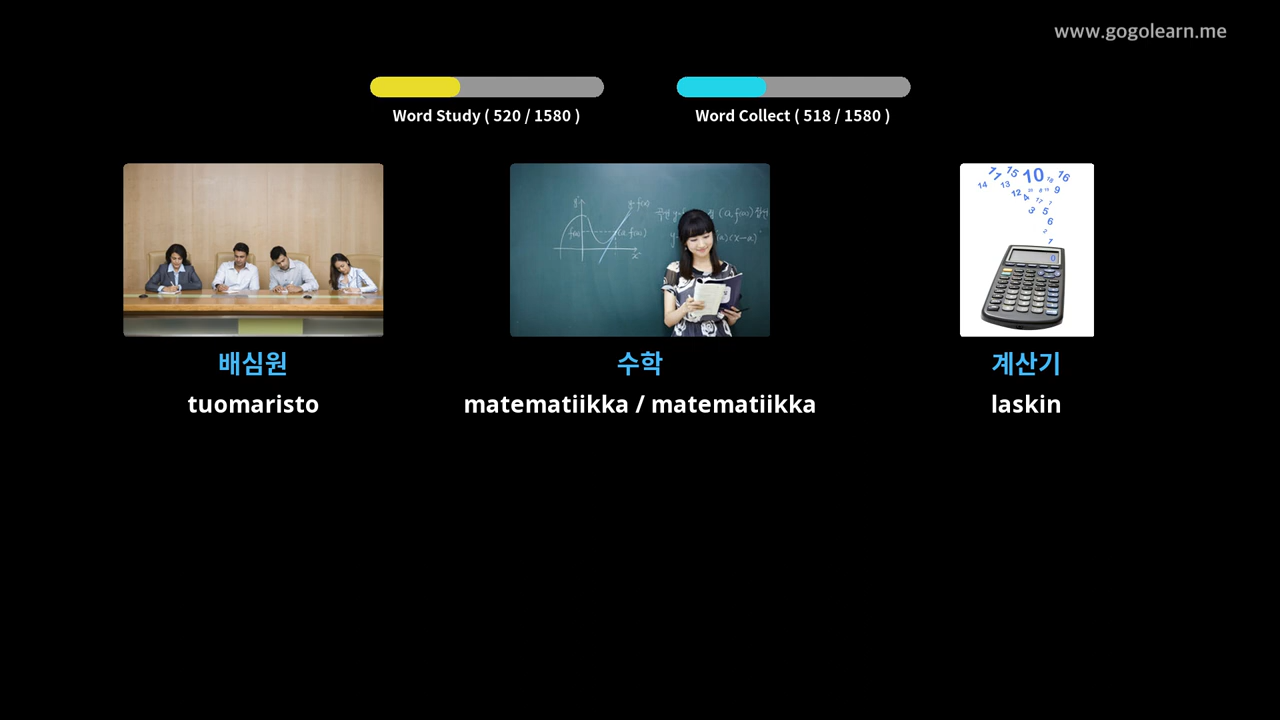 www.gogolearn.me
Word Study ( 520 / 1580 )
Word Collect ( 518 / 1580 )
배심원
수학
계산기
tuomaristo
matematiikka / matematiikka
laskin